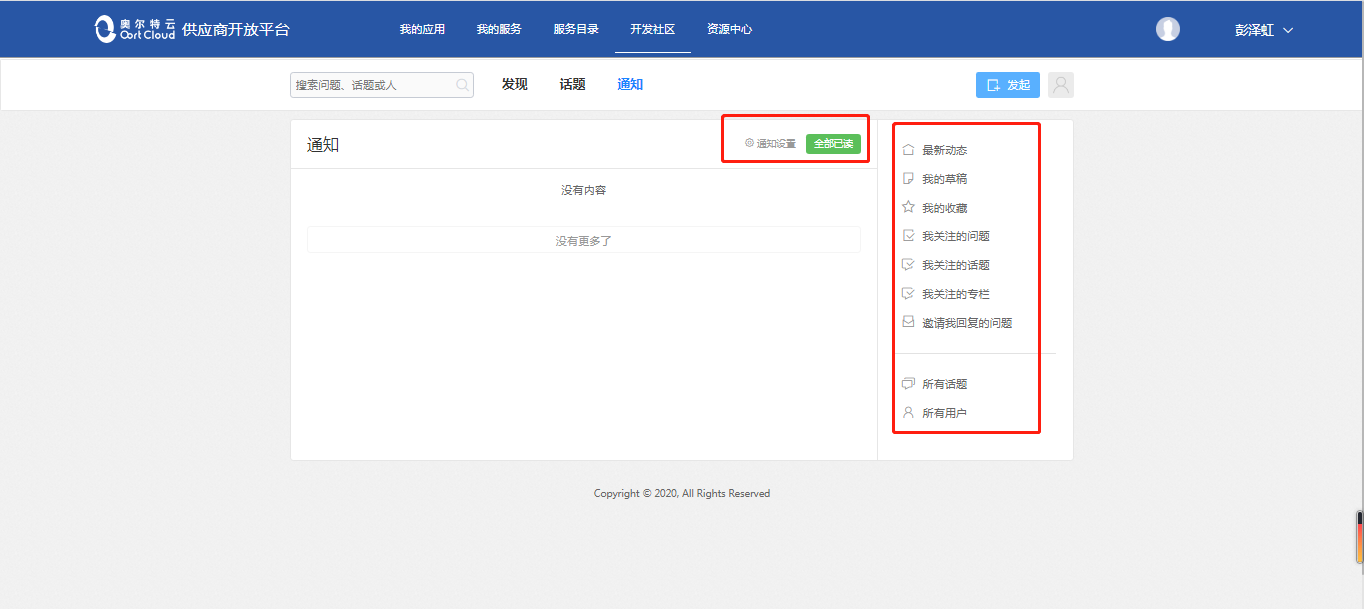 奥尔特云
Oort Cloud
供应商开放平台
我的应用
我的服务
服务目录
开发社区
资源中心
彭泽虹
搜索问题、话题或人
发现
话题
通知
发起
通知
通知设置
全部已读
没有内容
没有更多了
最新动态
我的草稿
我的收藏
我关注的问题
我关注的话题
我关注的专栏
邀请我回复的问题
所有话题
所有用户
Copyright © 2020, All Rights Reserved